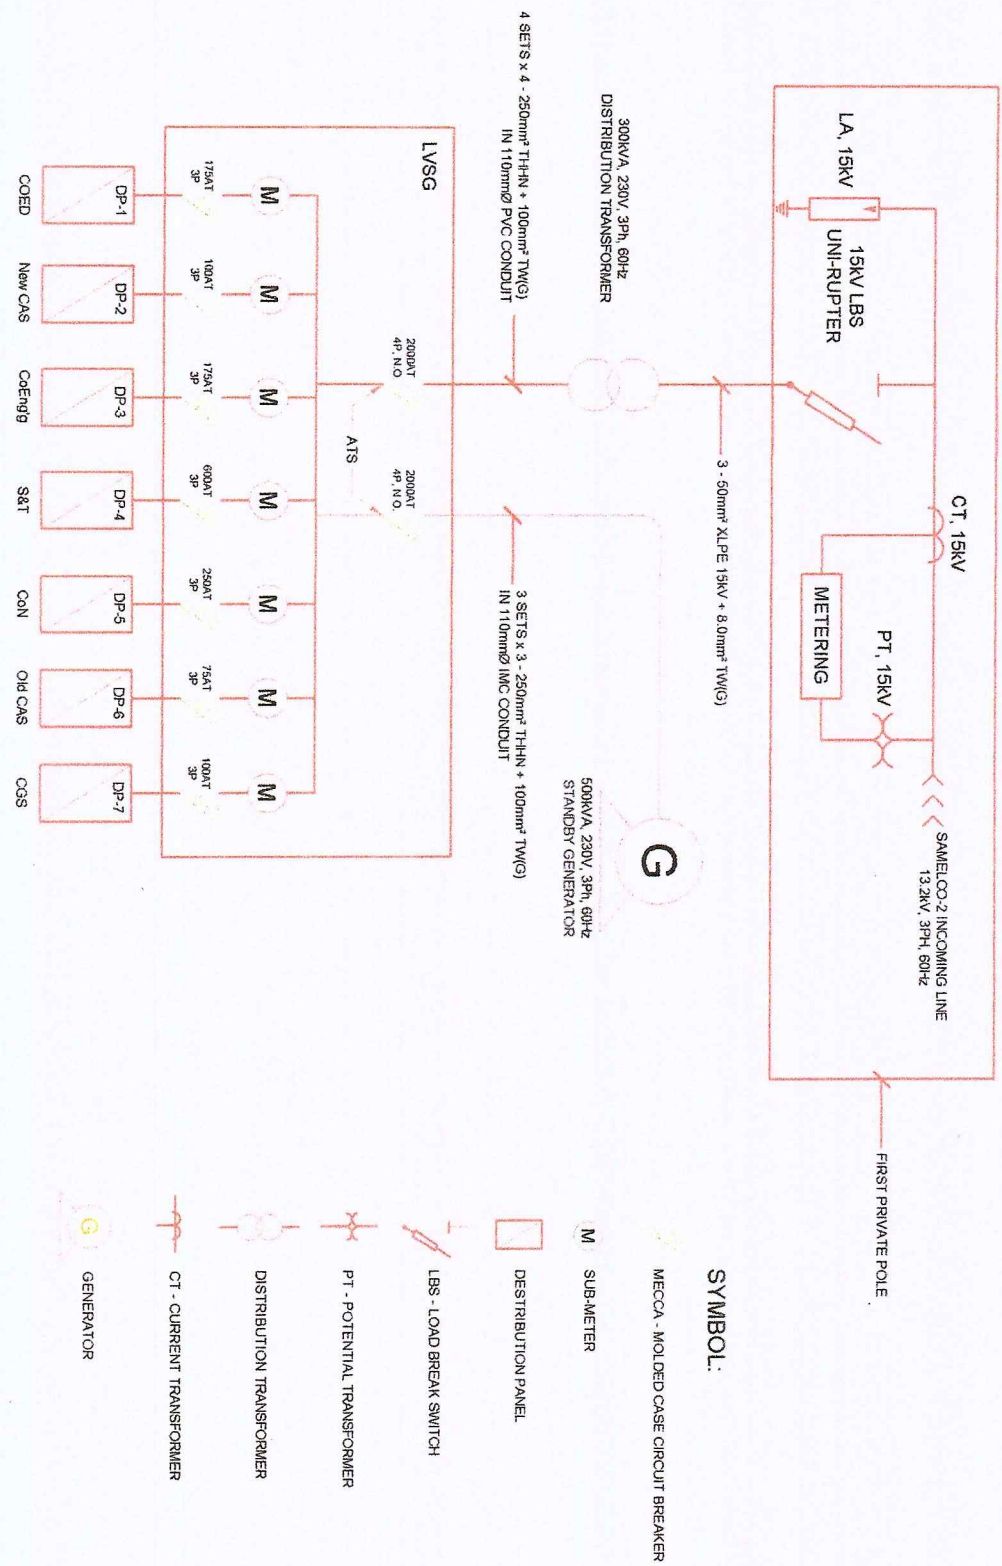 SAMELCO-2 INCOMING LINE
13.2kV, 3PH, 60Hz
FIRST PRIVATE POLE
CT, 15kV
PT, 15kV
METERING
LA, 15kV
15kV LBS
UNI-RUPTER
3 - 50mm² XLPE 15kV + 8.0mm² TW(G)
300kVA, 230V, 3Ph, 60Hz
DISTRIBUTION TRANSFORMER
G
500kVA, 230V, 3Ph, 60Hz
STANDBY GENERATOR
4 SETS x 4 - 250mm² THHN + 100mm² TW(G)
IN 110mmØ PVC CONDUIT
3 SETS x 3 - 250mm² THHN + 100mm² TW(G)
IN 110mmØ IMC CONDUIT
LVSG
2000AT
4P, N.O.
2000AT
4P, N.O.
ATS
M
M
M
M
M
M
M
175AT
3P
100AT
3P
175AT
3P
600AT
3P
250AT
3P
75AT
3P
100AT
3P
DP-1
DP-2
DP-3
DP-4
DP-5
DP-6
DP-7
COED
New CAS
CoEng'g
S&T
CoN
Old CAS
CGS
SYMBOL:
MECCA - MOLDED CASE CIRCUIT BREAKER
M
SUB-METER
DESTRIBUTION PANEL
LBS - LOAD BREAK SWITCH
PT - POTENTIAL TRANSFORMER
DISTRIBUTION TRANSFORMER
CT - CURRENT TRANSFORMER
G
GENERATOR